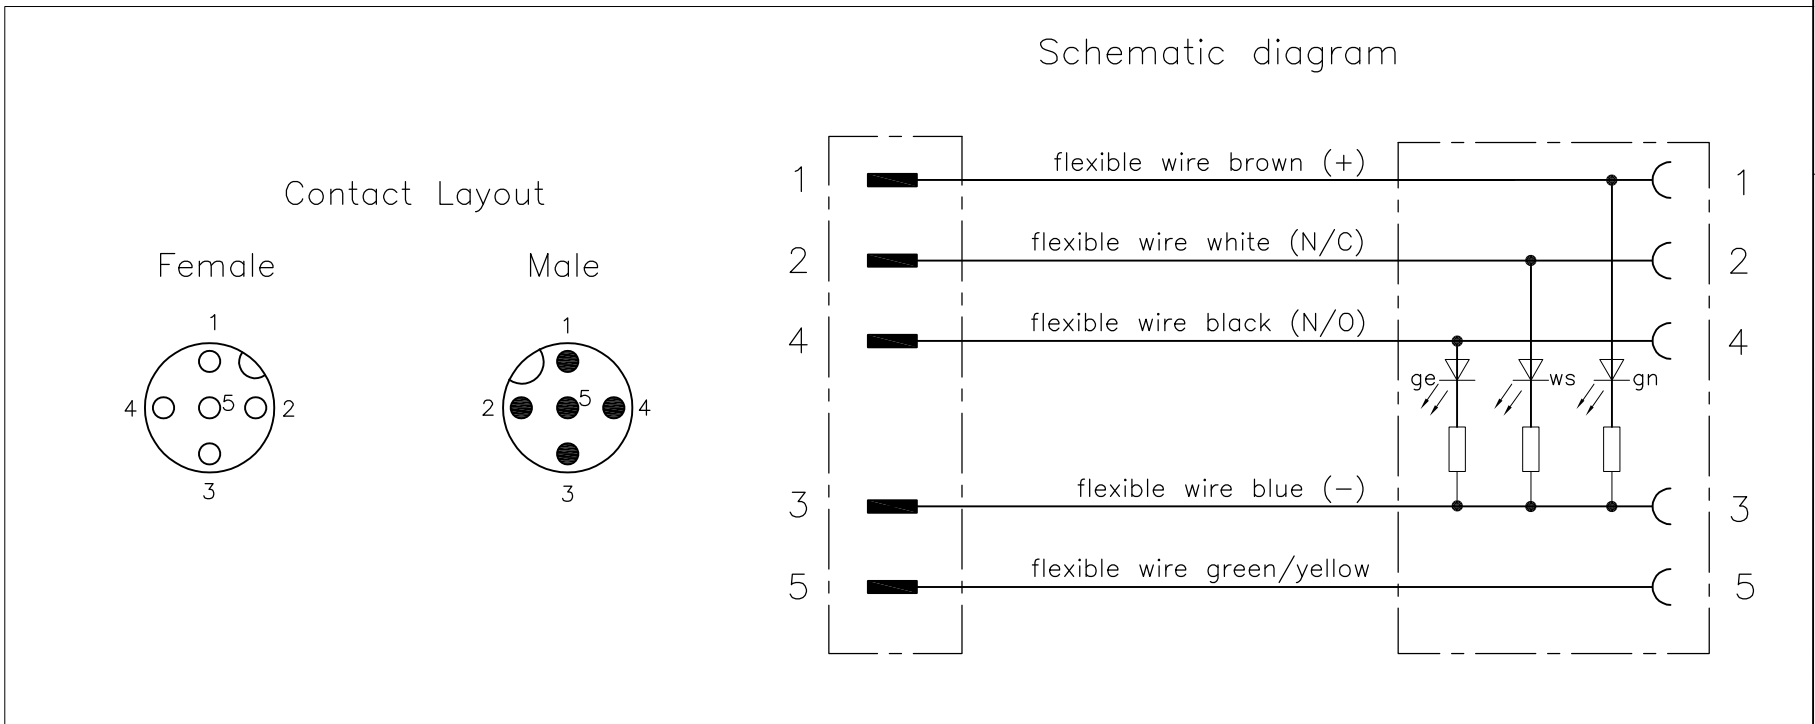 Schematic diagram
Contact Layout
Female
Male
1
4
5
2
3
1
2
5
4
3
1 flexible wire brown (+) 1
2 flexible wire white (N/C) 2
4 flexible wire black (N/O) 4
ge ws gn
3 flexible wire blue (-) 3
5 flexible wire green/yellow 5